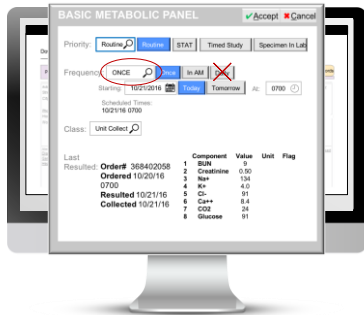 BASIC METABOLIC PANEL ✔Accept ✖Cancel
Priority: Routine Routine STAT Timed Study Specimen In Lab
Frequency: ONCE Once In AM Daily
Starting: 10/21/2016 Today Tomorrow At: 0700
Scheduled Times:
10/21/16 0700
Class: Unit Collect
Last
Resulted: Order# 368402058
Ordered 10/20/16
0700
Resulted 10/21/16
Collected 10/21/16
Component Value Unit Flag
1 BUN 9
2 Creatinine 0.50
3 Na+ 134
4 K+ 4.0
5 Cl- 91
6 Ca++ 8.4
7 CO2 24
8 Glucose 91